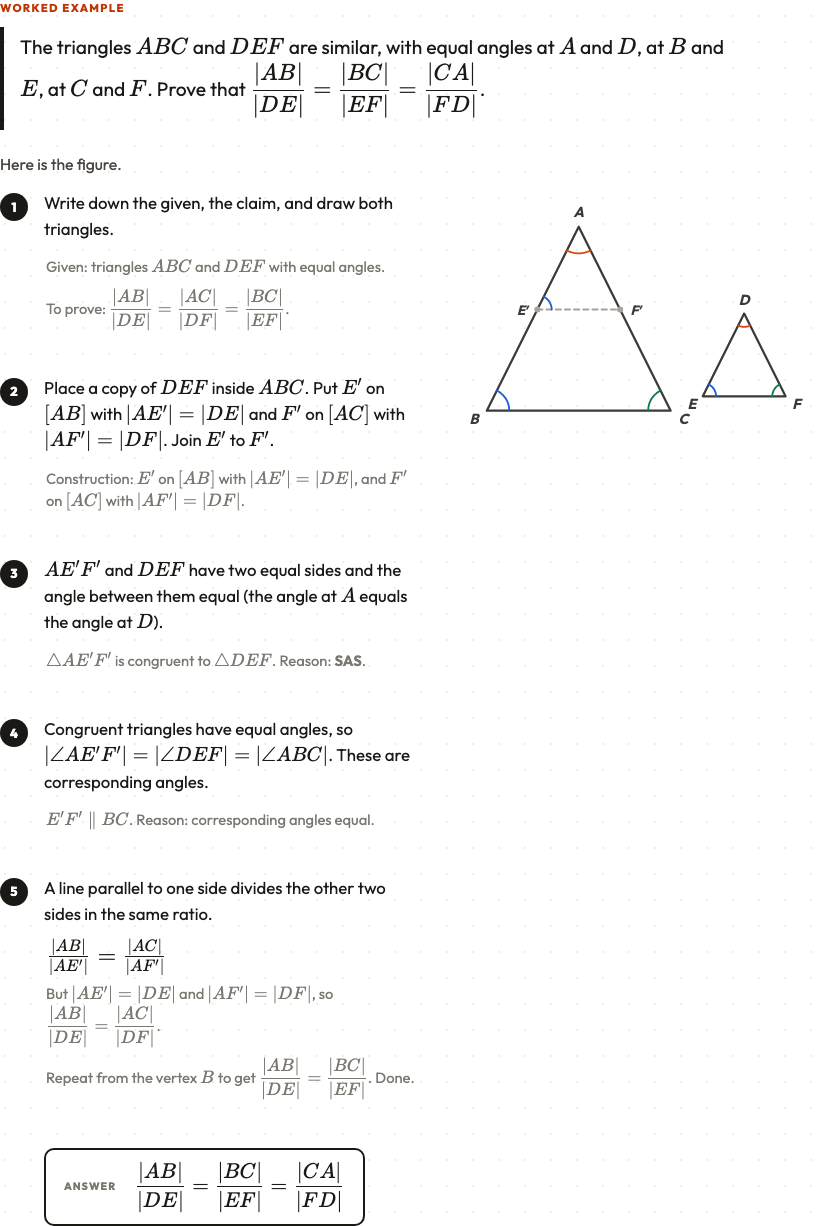 WORKED EXAMPLE
The triangles ABC and DEF are similar, with equal angles at A and D, at B and
E, at C and F. Prove that |AB|/|DE| = |BC|/|EF| = |CA|/|FD|.
Here is the figure.
1 Write down the given, the claim, and draw both
triangles.
Given: triangles ABC and DEF with equal angles.
To prove: |AB|/|DE| = |AC|/|DF| = |BC|/|EF|.
2 Place a copy of DEF inside ABC. Put E′ on
[AB] with |AE′| = |DE| and F′ on [AC] with
|AF′| = |DF|. Join E′ to F′.
Construction: E′ on [AB] with |AE′| = |DE|, and F′
on [AC] with |AF′| = |DF|.
3 AE′F′ and DEF have two equal sides and the
angle between them equal (the angle at A equals
the angle at D).
△AE′F′ is congruent to △DEF. Reason: SAS.
4 Congruent triangles have equal angles, so
|∠AE′F′| = |∠DEF| = |∠ABC|. These are
corresponding angles.
E′F′ ∥ BC. Reason: corresponding angles equal.
5 A line parallel to one side divides the other two
sides in the same ratio.
|AB|/|AE′| = |AC|/|AF′|
But |AE′| = |DE| and |AF′| = |DF|, so
|AB|/|DE| = |AC|/|DF|.
Repeat from the vertex B to get |AB|/|DE| = |BC|/|EF|. Done.
ANSWER |AB|/|DE| = |BC|/|EF| = |CA|/|FD|
A
E′ F′
B C
D
E F